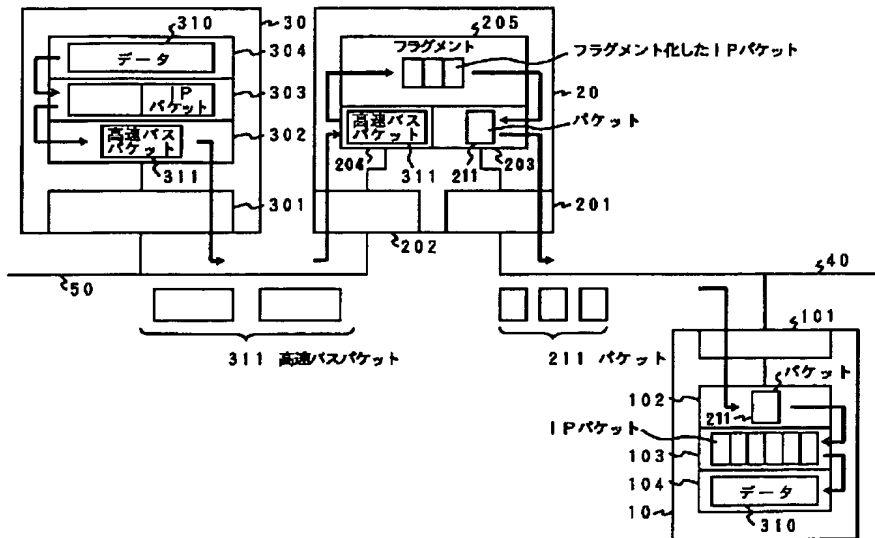 310
30
データ
304
IP
パケット
303
高速バス
パケット
302
311
301
205
フラグメント
フラグメント化したIPパケット
20
高速バス
パケット
パケット
204
311
211
203
201
202
50
40
311 高速バスパケット
211 パケット
101
パケット
102
211
IPパケット
103
104
データ
10
310